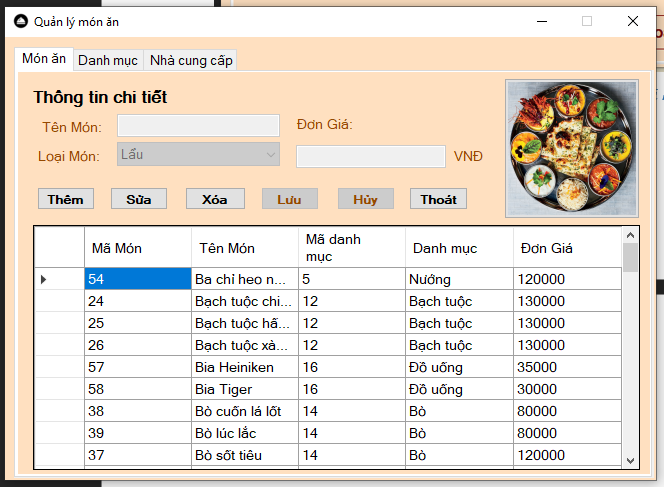 Quản lý món ăn
Món ăn Danh mục Nhà cung cấp
Thông tin chi tiết
Tên Món: Đơn Giá:
Loại Món: Lẩu VNĐ
Thêm Sửa Xóa Lưu Hủy Thoát
Mã Món Tên Món Mã danh mục Danh mục Đơn Giá
54 Ba chỉ heo n... 5 Nướng 120000
24 Bạch tuộc chi... 12 Bạch tuộc 130000
25 Bạch tuộc hấ... 12 Bạch tuộc 130000
26 Bạch tuộc xà... 12 Bạch tuộc 130000
57 Bia Heiniken 16 Đồ uống 35000
58 Bia Tiger 16 Đồ uống 30000
38 Bò cuốn lá lốt 14 Bò 80000
39 Bò lúc lắc 14 Bò 80000
37 Bò sốt tiêu 14 Bò 120000